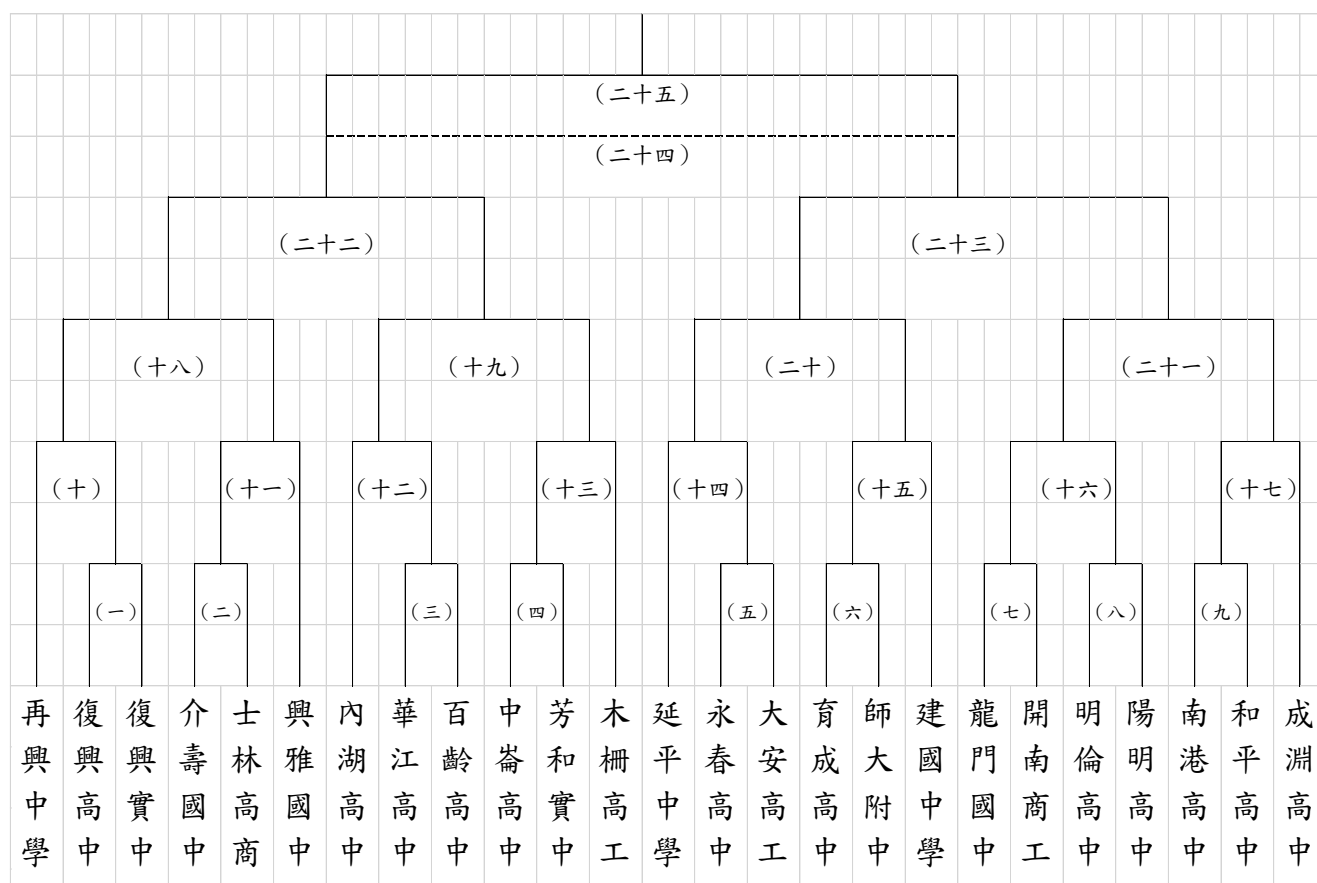 （二十五）
（二十四）
（二十二）
（二十三）
（十八）
（十九）
（二十）
（二十一）
（十）
（十一）
（十二）
（十三）
（十四）
（十五）
（十六）
（十七）
（一）
（二）
（三）
（四）
（五）
（六）
（七）
（八）
（九）
再興中學
復興高中
復興實中
介壽國中
士林高商
興雅國中
內湖高中
華江高中
百齡高中
中崙高中
芳和實中
木柵高工
延平中學
永春高中
大安高工
育成高中
師大附中
建國中學
龍門國中
開南商工
明倫高中
陽明高中
南港高中
和平高中
成淵高中